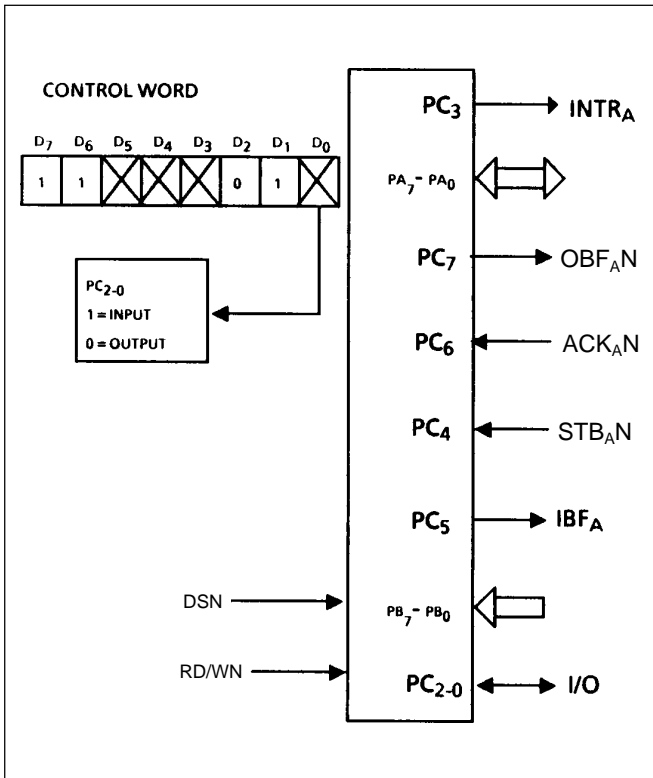 CONTROL WORD
D7 D6 D5 D4 D3 D2 D1 D0
1 1 0 1
PC2-0
1 = INPUT
0 = OUTPUT
PC3 INTRA
PA7 - PA0
PC7 OBFAN
PC6 ACKAN
PC4 STBAN
PC5 IBFA
DSN PB7 - PB0
RD/WN PC2-0 I/O